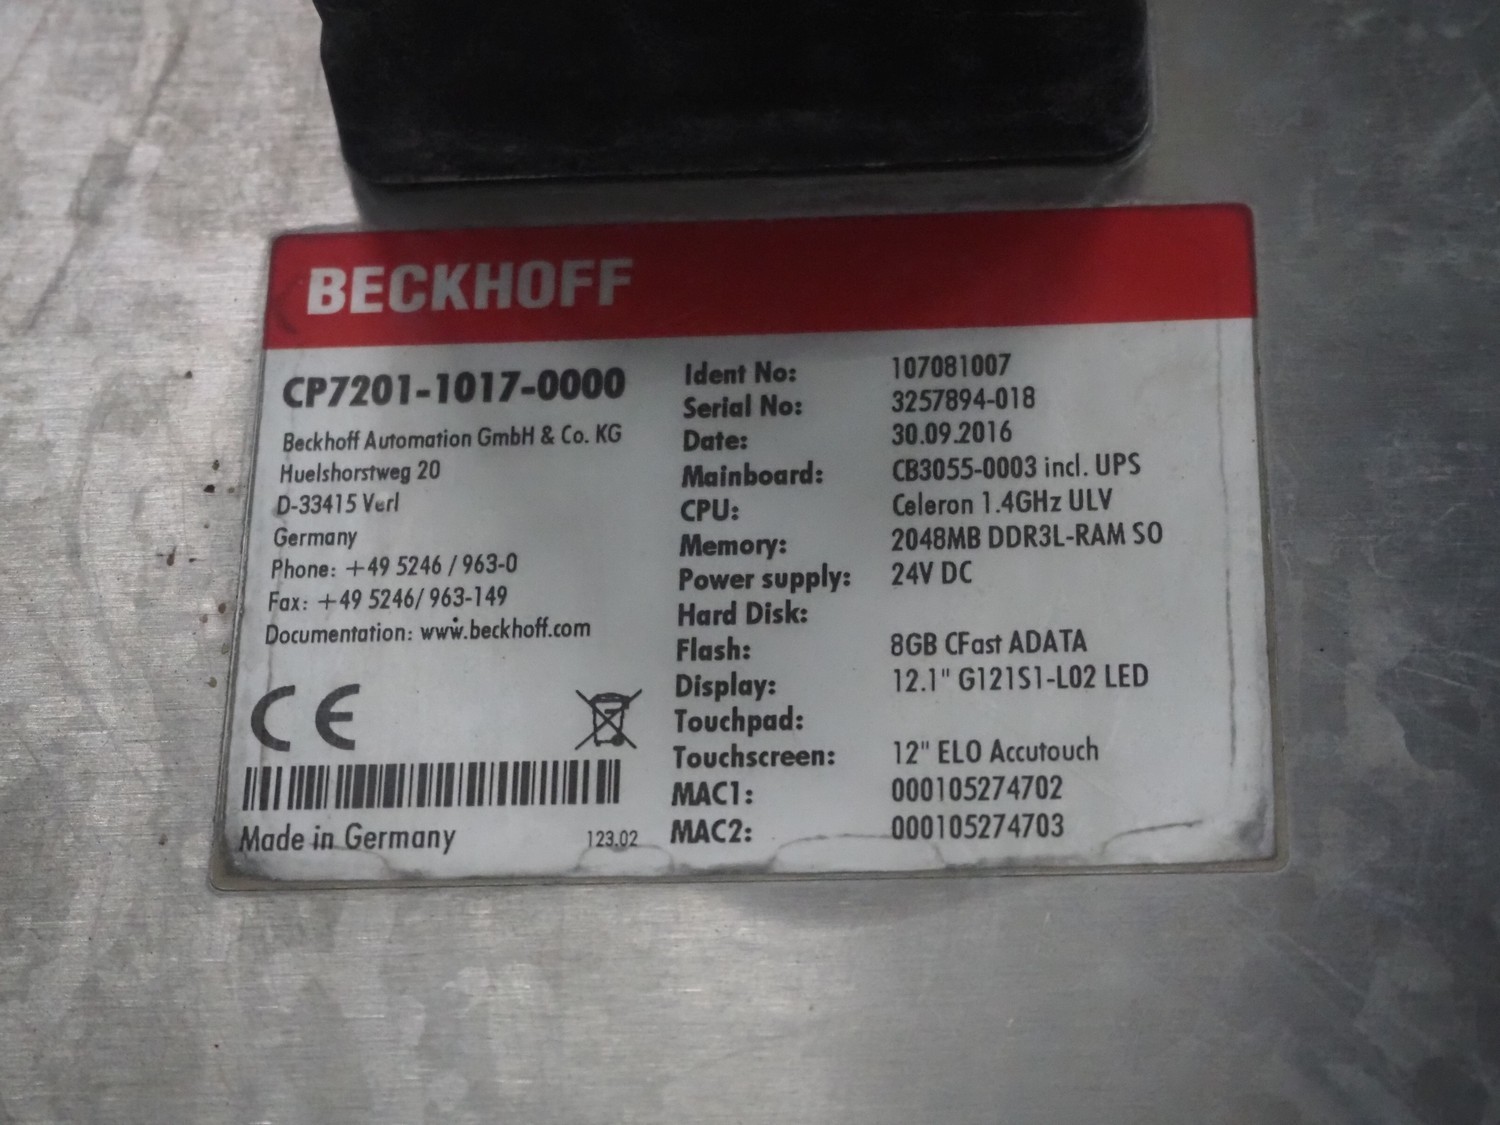 BECKHOFF
CP7201-1017-0000
Beckhoff Automation GmbH & Co. KG
Huelshorstweg 20
D-33415 Verl
Germany
Phone: +49 5246 / 963-0
Fax: +49 5246/ 963-149
Documentation: www.beckhoff.com
CE
Made in Germany 123.02
Ident No: 107081007
Serial No: 3257894-018
Date: 30.09.2016
Mainboard: CB3055-0003 incl. UPS
CPU: Celeron 1.4GHz ULV
Memory: 2048MB DDR3L-RAM SO
Power supply: 24V DC
Hard Disk:
Flash: 8GB CFast ADATA
Display: 12.1" G121S1-L02 LED
Touchpad:
Touchscreen: 12" ELO Accutouch
MAC1: 000105274702
MAC2: 000105274703